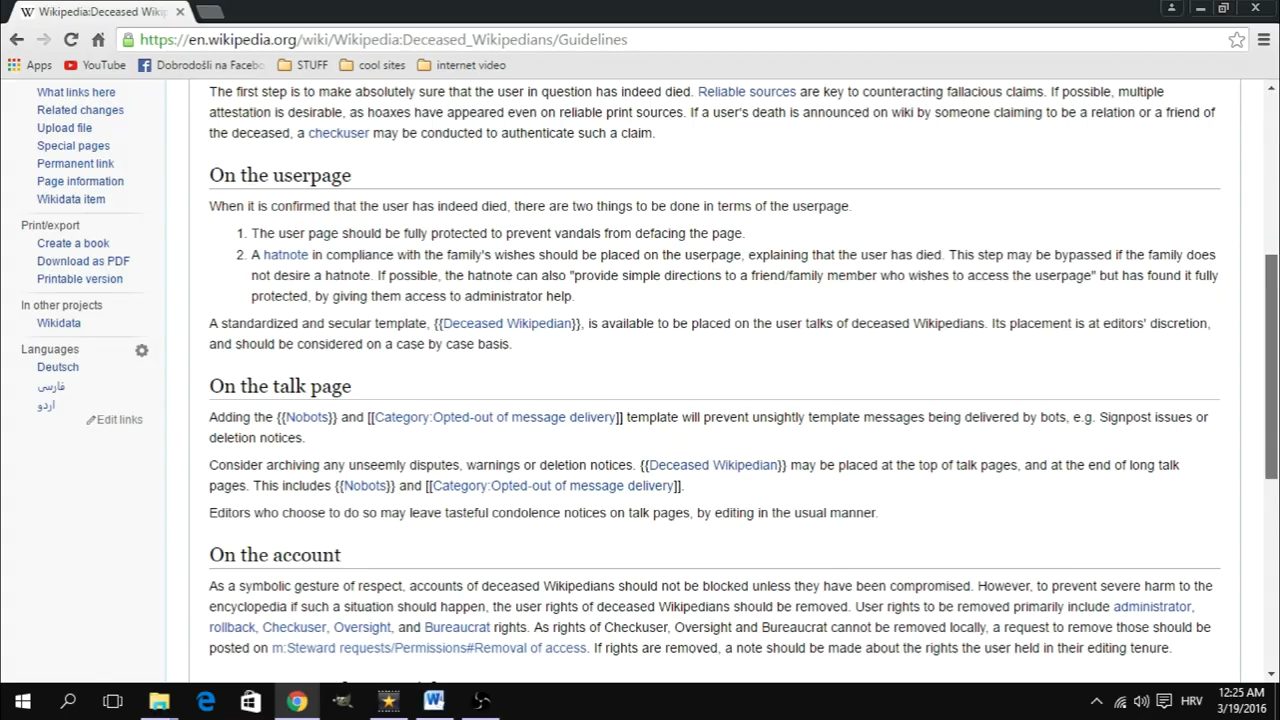 Wikipedia:Deceased Wikip
https://en.wikipedia.org/wiki/Wikipedia:Deceased_Wikipedians/Guidelines
Apps YouTube Dobrodošli na Facebo STUFF cool sites internet video
What links here
Related changes
Upload file
Special pages
Permanent link
Page information
Wikidata item
Print/export
Create a book
Download as PDF
Printable version
In other projects
Wikidata
Languages
Deutsch
فارسی
اردو
Edit links
The first step is to make absolutely sure that the user in question has indeed died. Reliable sources are key to counteracting fallacious claims. If possible, multiple
attestation is desirable, as hoaxes have appeared even on reliable print sources. If a user's death is announced on wiki by someone claiming to be a relation or a friend of
the deceased, a checkuser may be conducted to authenticate such a claim.
On the userpage
When it is confirmed that the user has indeed died, there are two things to be done in terms of the userpage.
1. The user page should be fully protected to prevent vandals from defacing the page.
2. A hatnote in compliance with the family's wishes should be placed on the userpage, explaining that the user has died. This step may be bypassed if the family does
not desire a hatnote. If possible, the hatnote can also "provide simple directions to a friend/family member who wishes to access the userpage" but has found it fully
protected, by giving them access to administrator help.
A standardized and secular template, {{Deceased Wikipedian}}, is available to be placed on the user talks of deceased Wikipedians. Its placement is at editors' discretion,
and should be considered on a case by case basis.
On the talk page
Adding the {{Nobots}} and [[Category:Opted-out of message delivery]] template will prevent unsightly template messages being delivered by bots, e.g. Signpost issues or
deletion notices.
Consider archiving any unseemly disputes, warnings or deletion notices. {{Deceased Wikipedian}} may be placed at the top of talk pages, and at the end of long talk
pages. This includes {{Nobots}} and [[Category:Opted-out of message delivery]].
Editors who choose to do so may leave tasteful condolence notices on talk pages, by editing in the usual manner.
On the account
As a symbolic gesture of respect, accounts of deceased Wikipedians should not be blocked unless they have been compromised. However, to prevent severe harm to the
encyclopedia if such a situation should happen, the user rights of deceased Wikipedians should be removed. User rights to be removed primarily include administrator,
rollback, Checkuser, Oversight, and Bureaucrat rights. As rights of Checkuser, Oversight and Bureaucrat cannot be removed locally, a request to remove those should be
posted on m:Steward requests/Permissions#Removal of access. If rights are removed, a note should be made about the rights the user held in their editing tenure.
HRV
12:25 AM
3/19/2016